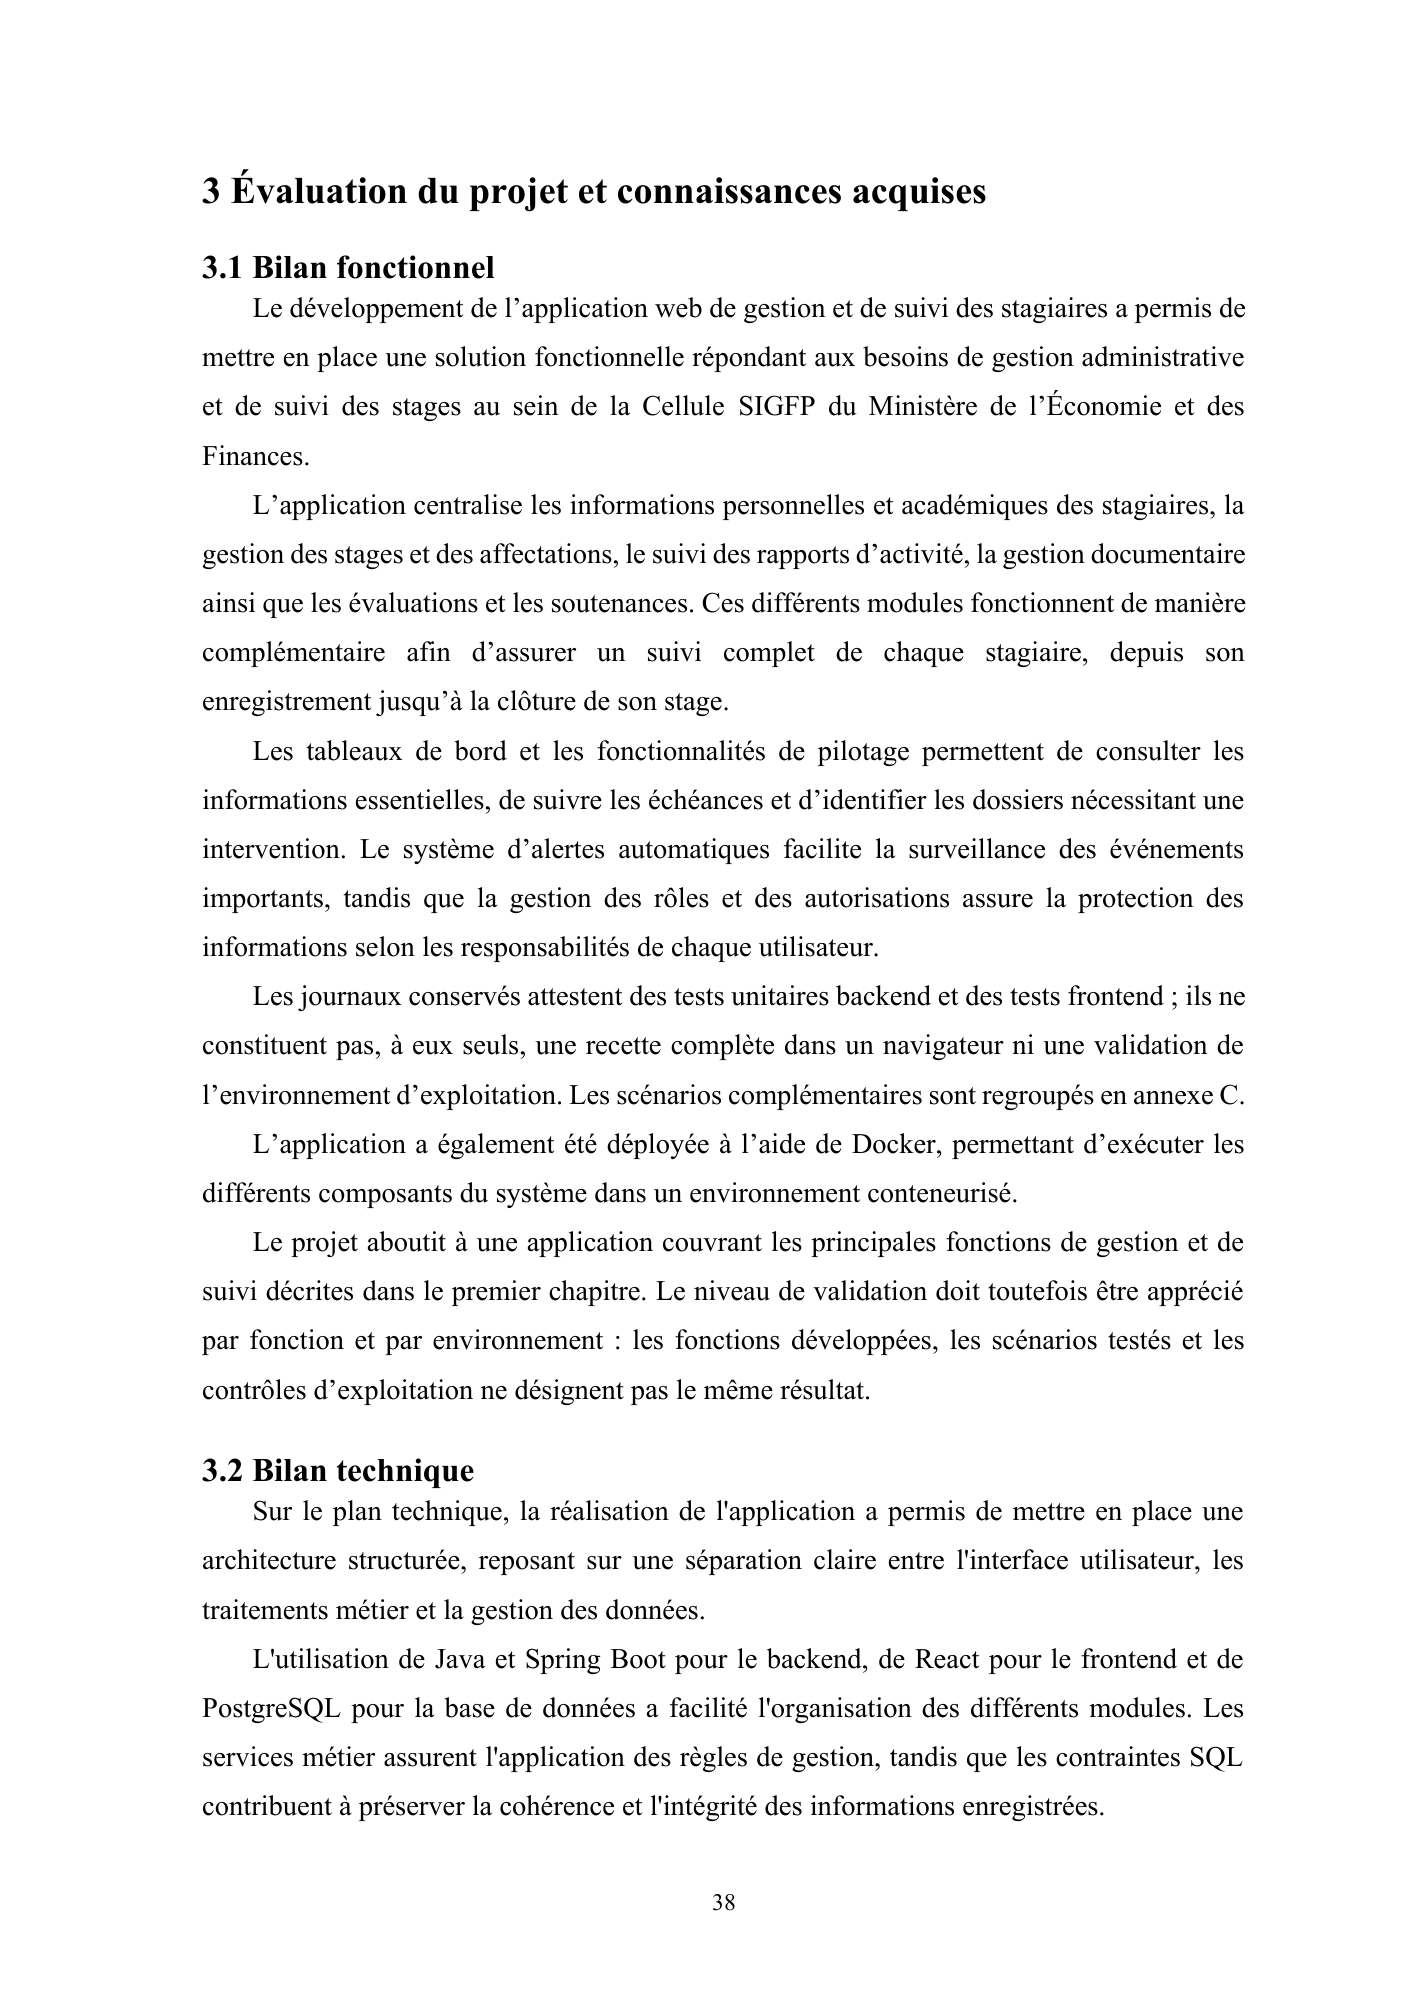 3 Évaluation du projet et connaissances acquises
3.1 Bilan fonctionnel
Le développement de l’application web de gestion et de suivi des stagiaires a permis de
mettre en place une solution fonctionnelle répondant aux besoins de gestion administrative
et de suivi des stages au sein de la Cellule SIGFP du Ministère de l’Économie et des
Finances.
L’application centralise les informations personnelles et académiques des stagiaires, la
gestion des stages et des affectations, le suivi des rapports d’activité, la gestion documentaire
ainsi que les évaluations et les soutenances. Ces différents modules fonctionnent de manière
complémentaire afin d’assurer un suivi complet de chaque stagiaire, depuis son
enregistrement jusqu’à la clôture de son stage.
Les tableaux de bord et les fonctionnalités de pilotage permettent de consulter les
informations essentielles, de suivre les échéances et d’identifier les dossiers nécessitant une
intervention. Le système d’alertes automatiques facilite la surveillance des événements
importants, tandis que la gestion des rôles et des autorisations assure la protection des
informations selon les responsabilités de chaque utilisateur.
Les journaux conservés attestent des tests unitaires backend et des tests frontend ; ils ne
constituent pas, à eux seuls, une recette complète dans un navigateur ni une validation de
l’environnement d’exploitation. Les scénarios complémentaires sont regroupés en annexe C.
L’application a également été déployée à l’aide de Docker, permettant d’exécuter les
différents composants du système dans un environnement conteneurisé.
Le projet aboutit à une application couvrant les principales fonctions de gestion et de
suivi décrites dans le premier chapitre. Le niveau de validation doit toutefois être apprécié
par fonction et par environnement : les fonctions développées, les scénarios testés et les
contrôles d’exploitation ne désignent pas le même résultat.
3.2 Bilan technique
Sur le plan technique, la réalisation de l'application a permis de mettre en place une
architecture structurée, reposant sur une séparation claire entre l'interface utilisateur, les
traitements métier et la gestion des données.
L'utilisation de Java et Spring Boot pour le backend, de React pour le frontend et de
PostgreSQL pour la base de données a facilité l'organisation des différents modules. Les
services métier assurent l'application des règles de gestion, tandis que les contraintes SQL
contribuent à préserver la cohérence et l'intégrité des informations enregistrées.
38